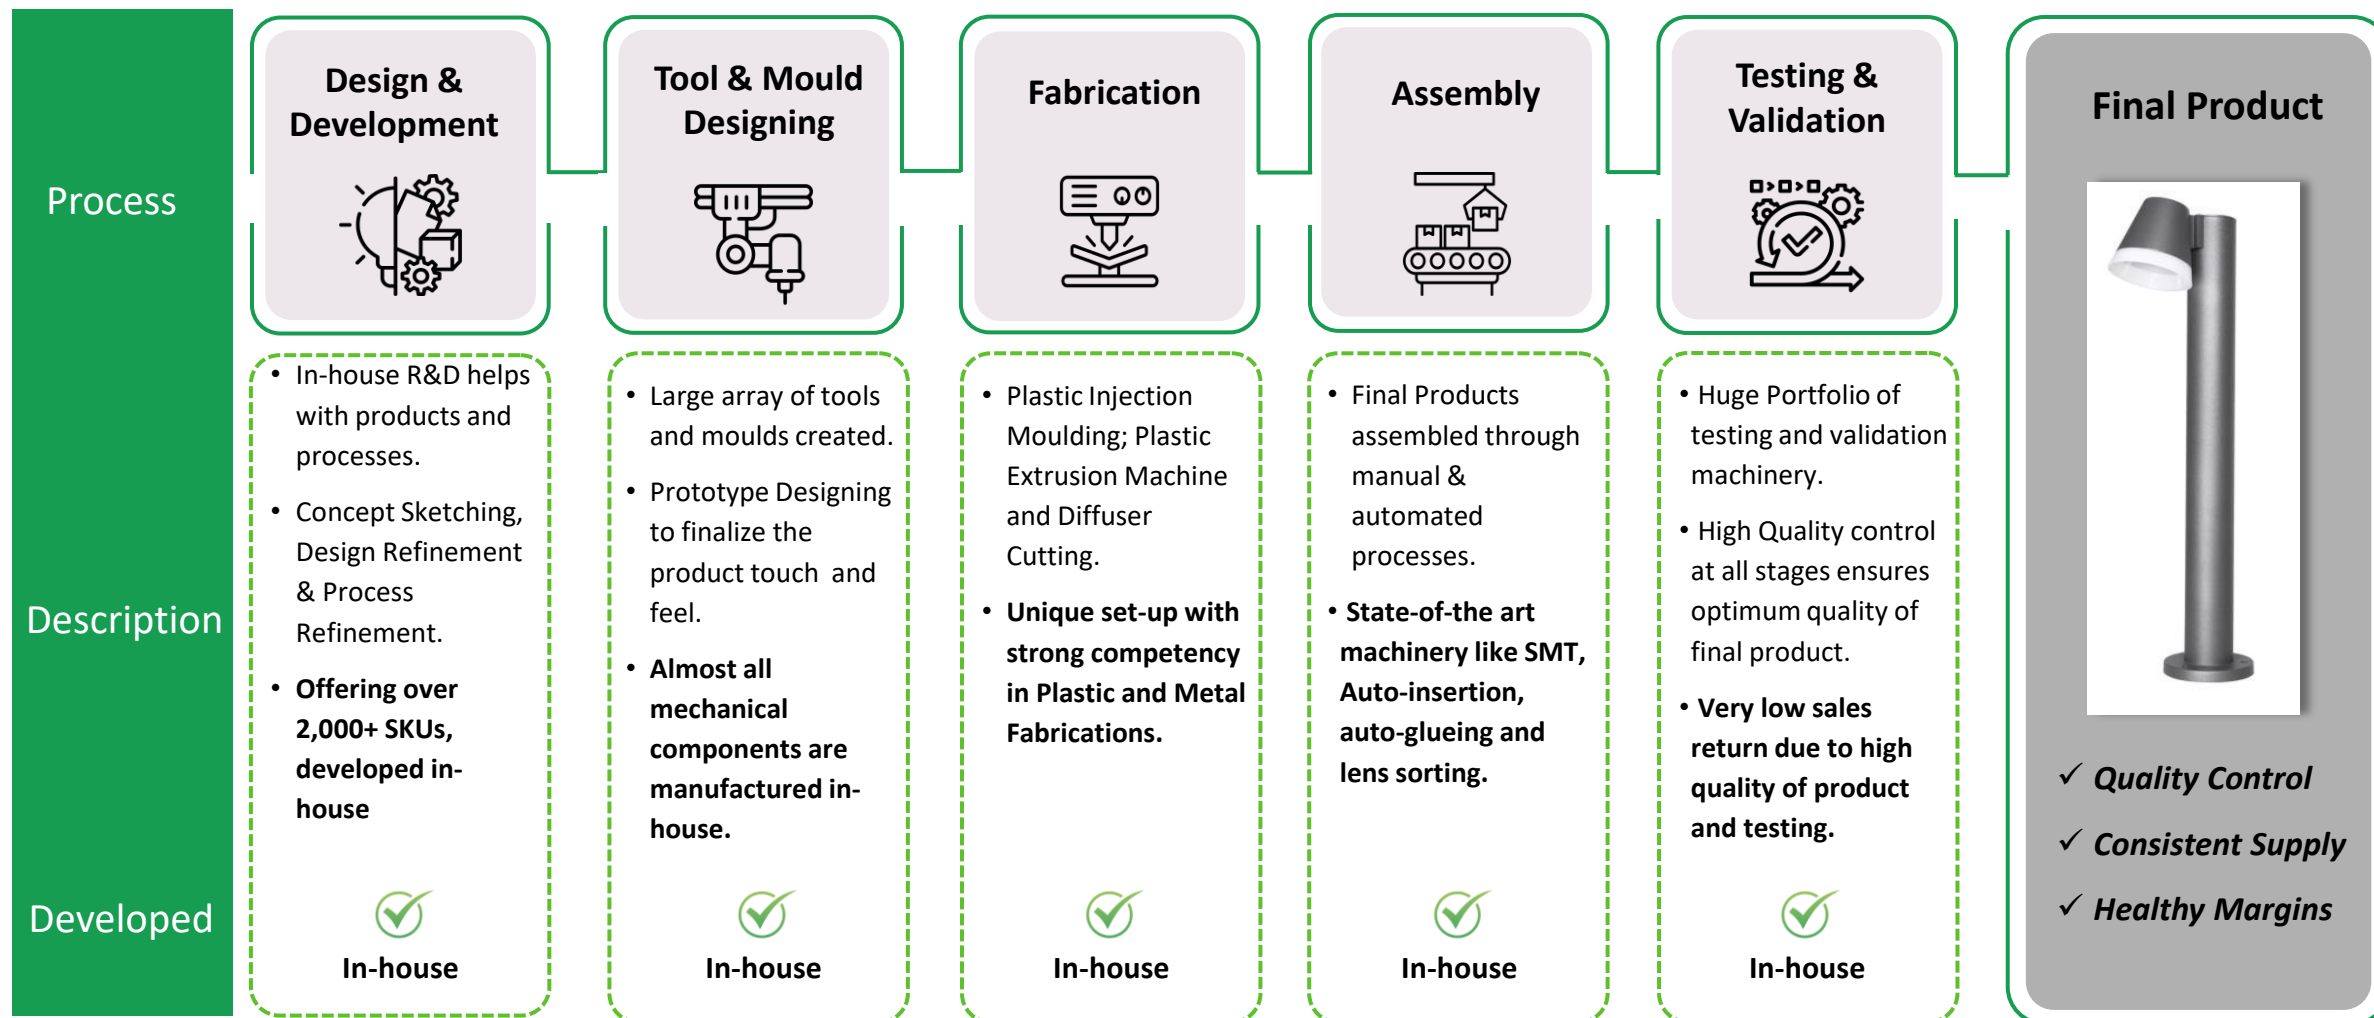 Process
Design &
Development
Tool & Mould
Designing
Fabrication
Assembly
Testing &
Validation
Final Product
Description
• In-house R&D helps
with products and
processes.
• Concept Sketching,
Design Refinement
& Process
Refinement.
• Offering over
2,000+ SKUs,
developed in-
house
• Large array of tools
and moulds created.
• Prototype Designing
to finalize the
product touch and
feel.
• Almost all
mechanical
components are
manufactured in-
house.
• Plastic Injection
Moulding; Plastic
Extrusion Machine
and Diffuser
Cutting.
• Unique set-up with
strong competency
in Plastic and Metal
Fabrications.
• Final Products
assembled through
manual &
automated
processes.
• State-of-the art
machinery like SMT,
Auto-insertion,
auto-glueing and
lens sorting.
• Huge Portfolio of
testing and validation
machinery.
• High Quality control
at all stages ensures
optimum quality of
final product.
• Very low sales
return due to high
quality of product
and testing.
✓ Quality Control
✓ Consistent Supply
✓ Healthy Margins
Developed
In-house
In-house
In-house
In-house
In-house